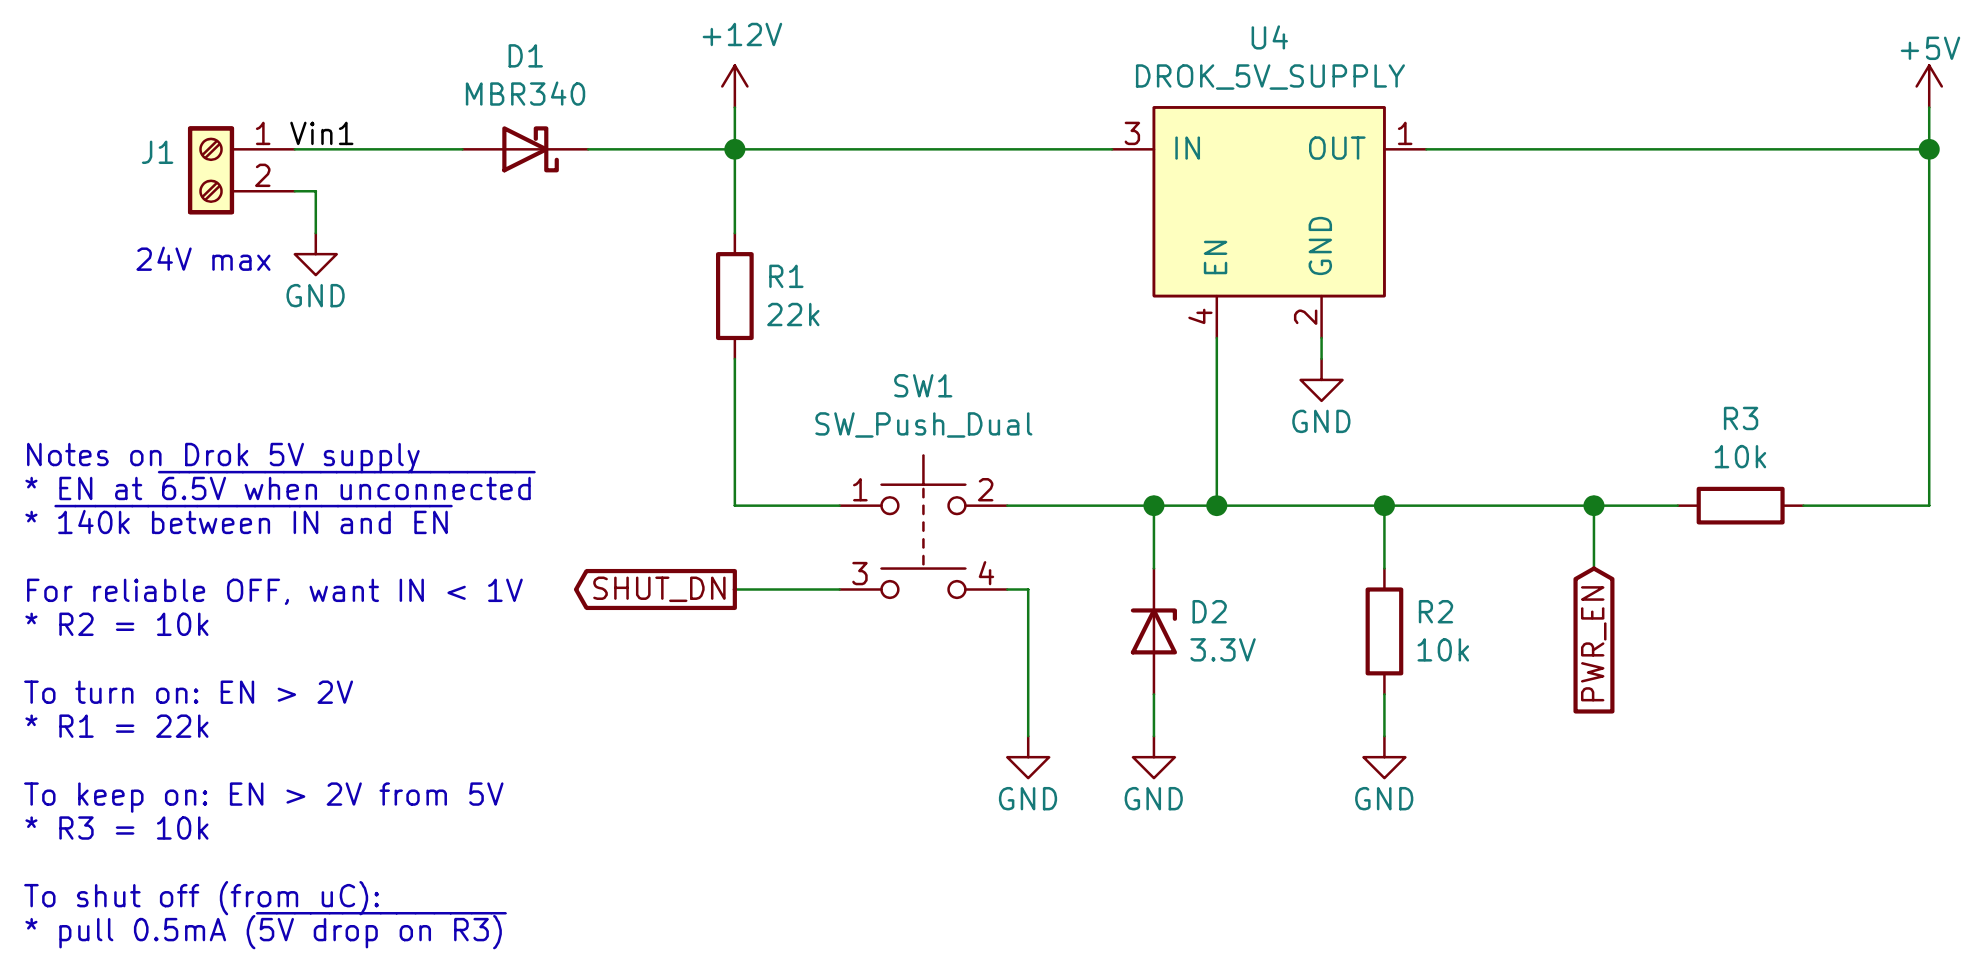 +12V
+5V
D1
MBR340
U4
DROK_5V_SUPPLY
J1
1
2
Vin1
24V max
GND
3
IN
OUT
1
EN
GND
4
2
GND
R1
22k
SW1
SW_Push_Dual
1
2
3
4
SHUT_DN
R3
10k
D2
3.3V
R2
10k
PWR_EN
GND
GND
GND
Notes on Drok 5V supply
* EN at 6.5V when unconnected
* 140k between IN and EN
For reliable OFF, want IN < 1V
* R2 = 10k
To turn on: EN > 2V
* R1 = 22k
To keep on: EN > 2V from 5V
* R3 = 10k
To shut off (from uC):
* pull 0.5mA (5V drop on R3)